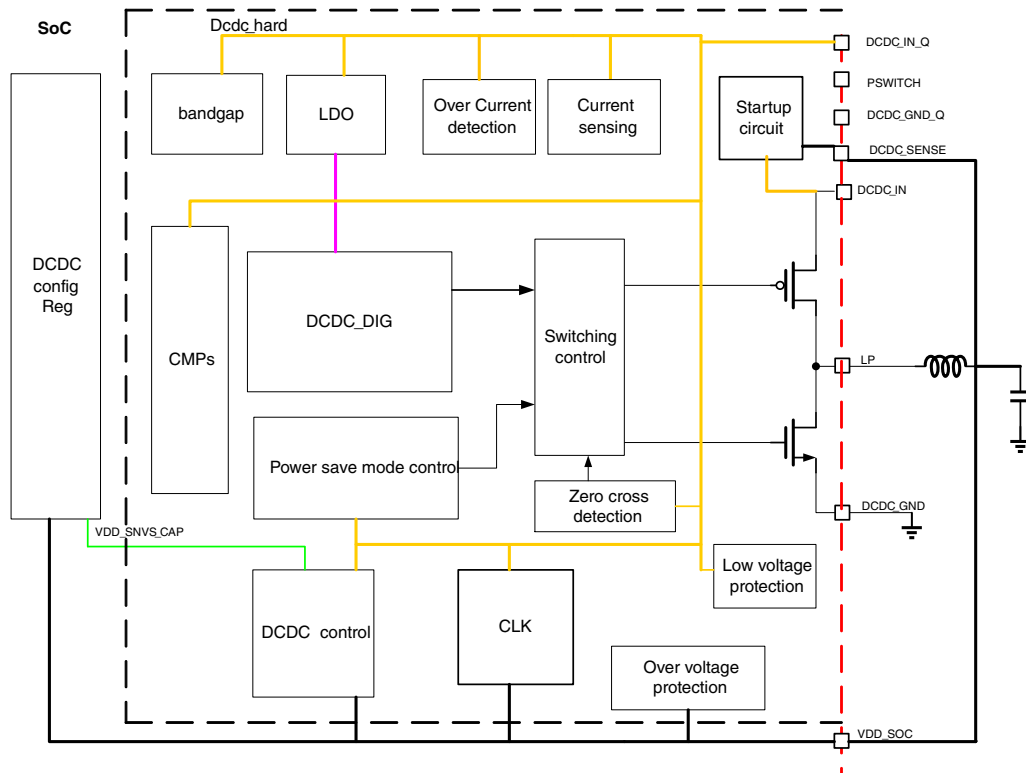 SoC
Dcdc_hard
DCDC_IN_Q
PSWITCH
DCDC_GND_Q
DCDC_SENSE
DCDC_IN
bandgap
LDO
Over Current
detection
Current
sensing
Startup
circuit
DCDC
config
Reg
CMPs
DCDC_DIG
Switching
control
LP
Power save mode control
Zero cross
detection
DCDC_GND
VDD_SNVS_CAP
DCDC control
CLK
Low voltage
protection
Over voltage
protection
VDD_SOC